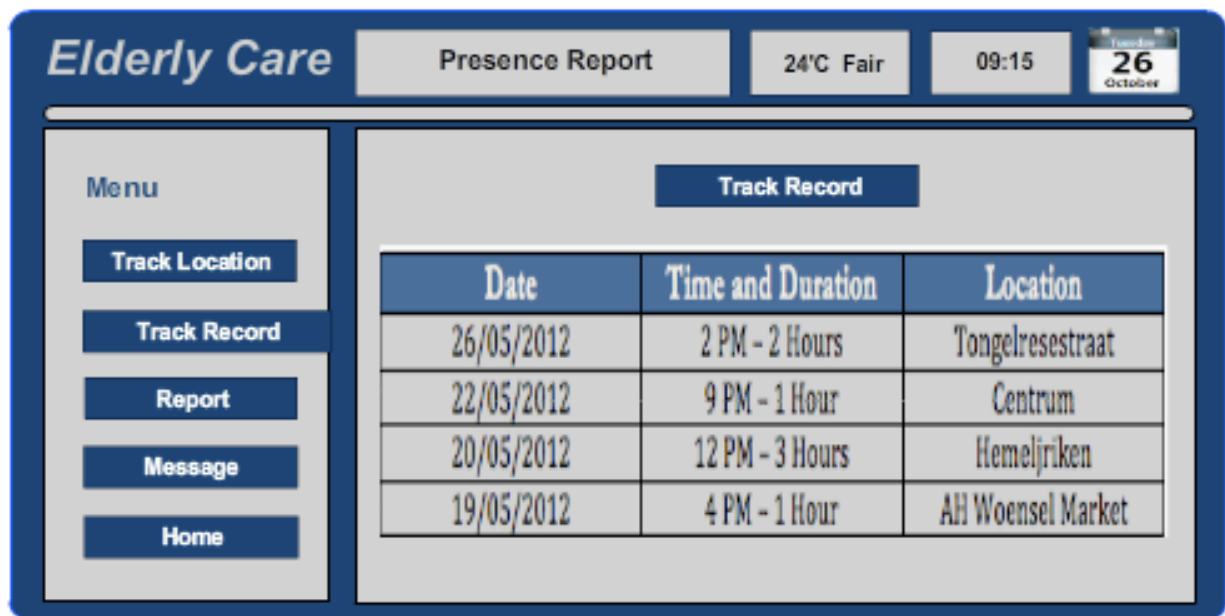 Elderly Care
Presence Report
24'C Fair
09:15
Tuesday
26
October
Menu
Track Location
Track Record
Report
Message
Home
Track Record
Date Time and Duration Location
26/05/2012 2 PM – 2 Hours Tongelresestraat
22/05/2012 9 PM – 1 Hour Centrum
20/05/2012 12 PM – 3 Hours Hemeljriken
19/05/2012 4 PM – 1 Hour AH Woensel Market